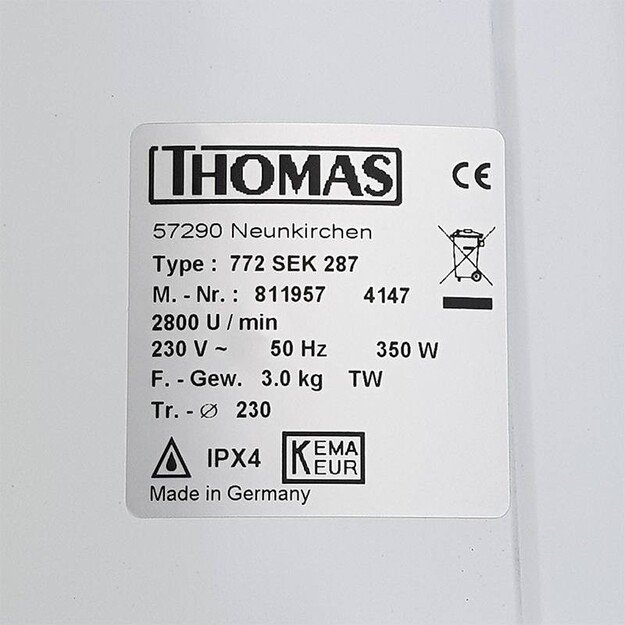 THOMAS
CE
57290 Neunkirchen
Type : 772 SEK 287
M. - Nr. : 811957 4147
2800 U / min
230 V ~ 50 Hz 350 W
F. - Gew. 3.0 kg TW
Tr. - ∅ 230
IPX4 KEMA
KEUR
Made in Germany